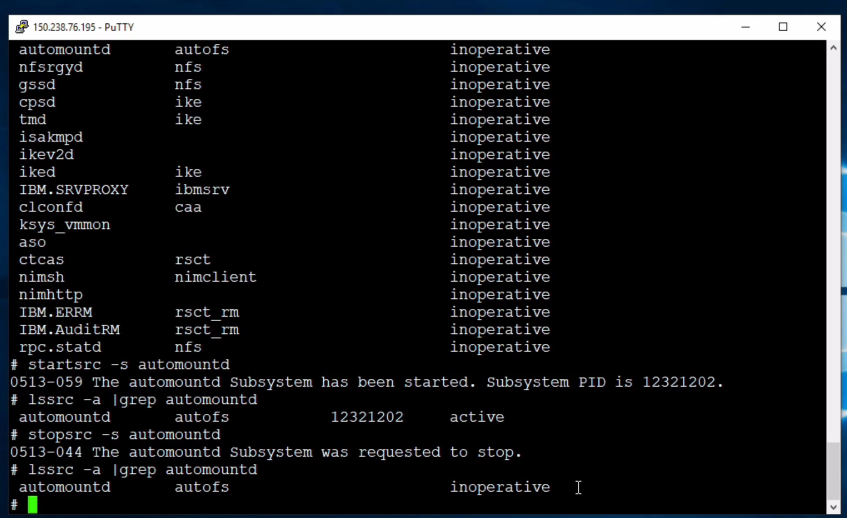 150.238.76.195 - PuTTY
automountd autofs inoperative
nfsrgyd nfs inoperative
gssd nfs inoperative
cpsd ike inoperative
tmd ike inoperative
isakmpd inoperative
ikev2d inoperative
iked ike inoperative
IBM.SRVPROXY ibmsrv inoperative
clconfd caa inoperative
ksys_vmmon inoperative
aso inoperative
ctcas rsct inoperative
nimsh nimclient inoperative
nimhttp inoperative
IBM.ERRM rsct_rm inoperative
IBM.AuditRM rsct_rm inoperative
rpc.statd nfs inoperative
# startsrc -s automountd
0513-059 The automountd Subsystem has been started. Subsystem PID is 12321202.
# lssrc -a |grep automountd
automountd autofs 12321202 active
# stopsrc -s automountd
0513-044 The automountd Subsystem was requested to stop.
# lssrc -a |grep automountd
automountd autofs inoperative
#